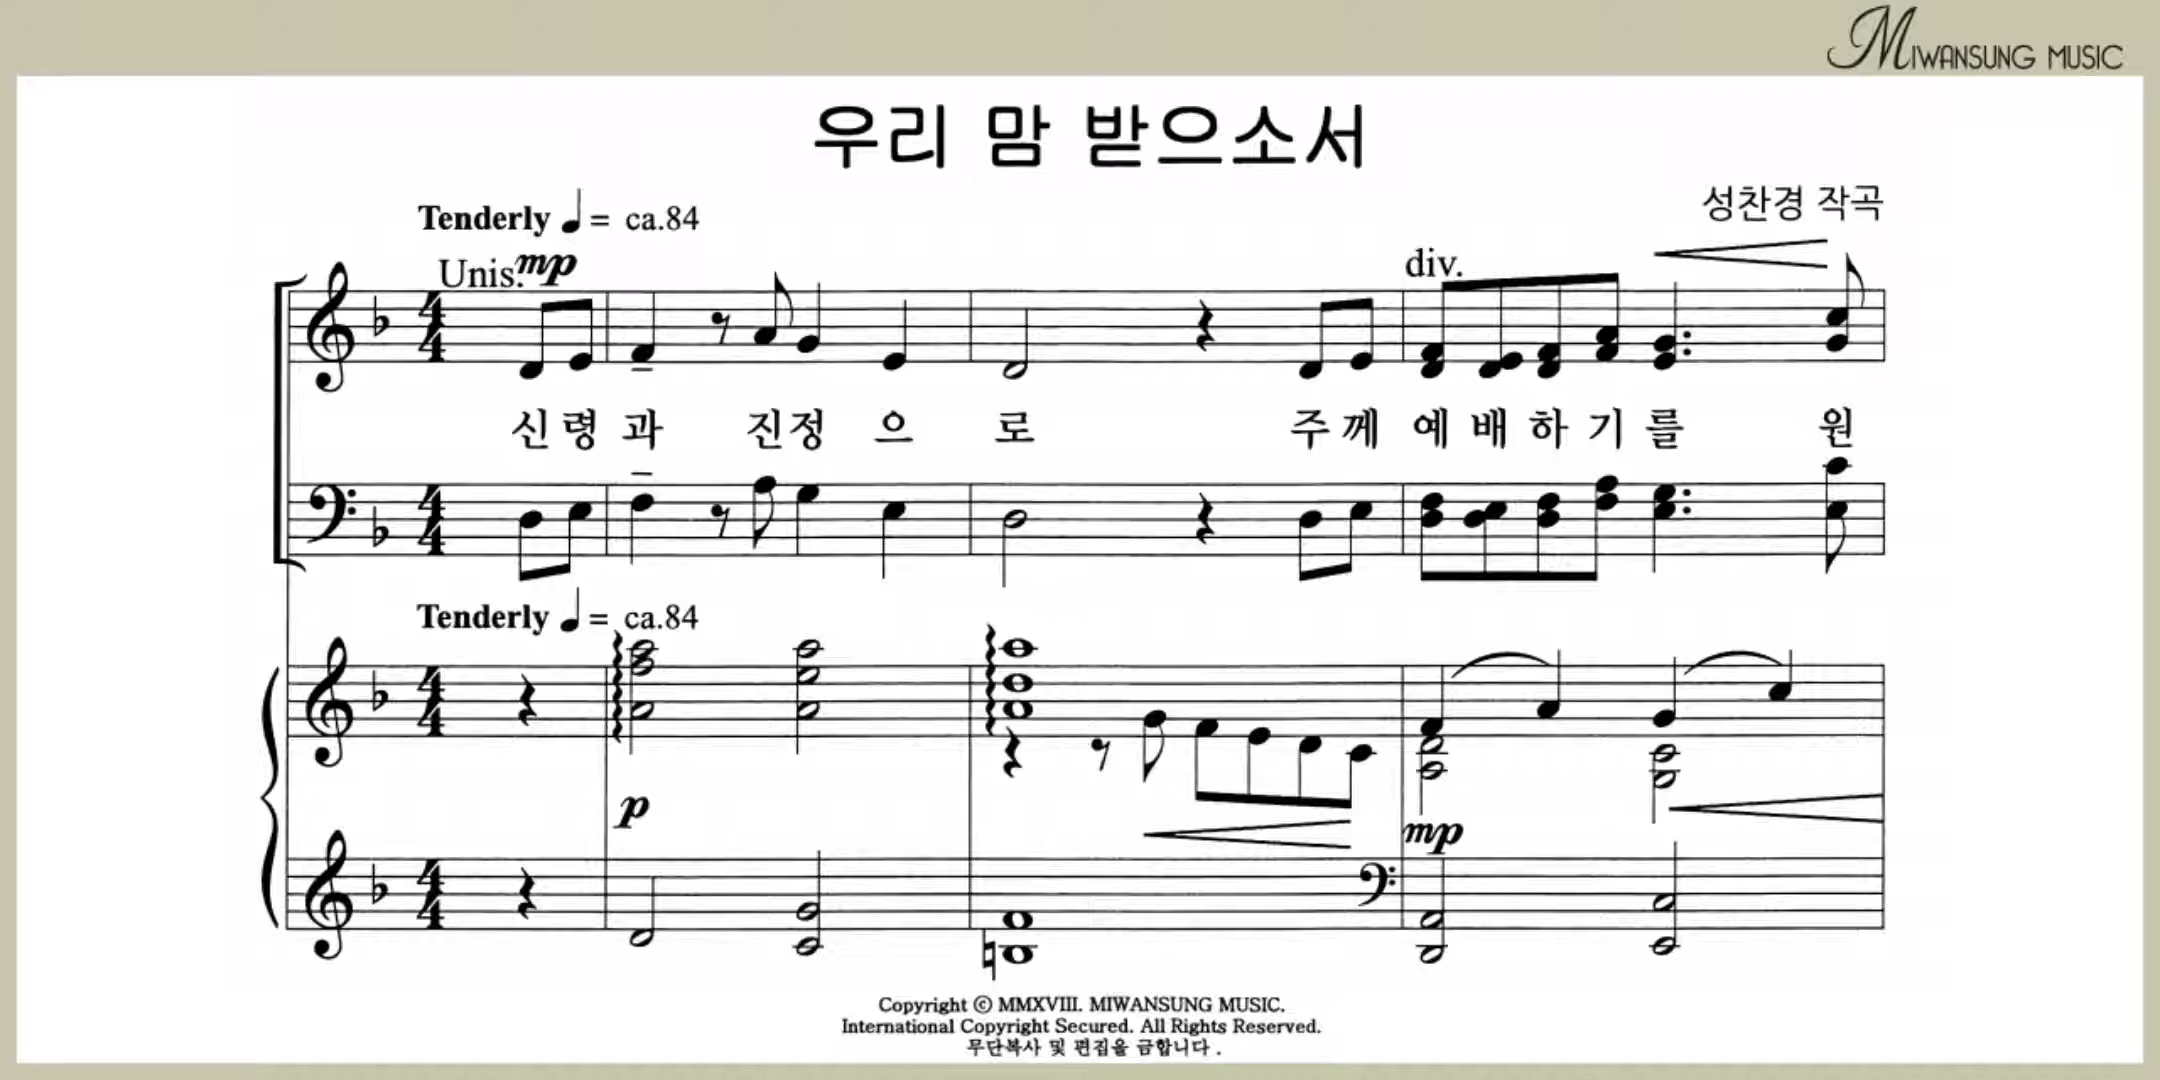 MIWANSUNG MUSIC
우리 맘 받으소서
성찬경 작곡
Tenderly ♩= ca.84
Unis. mp
div.
신 령 과 진 정 으 로 주 께 예 배 하 기 를 원
Tenderly ♩= ca.84
p
mp
Copyright ⓒ MMXVIII. MIWANSUNG MUSIC.
International Copyright Secured. All Rights Reserved.
무단복사 및 편집을 금합니다 .